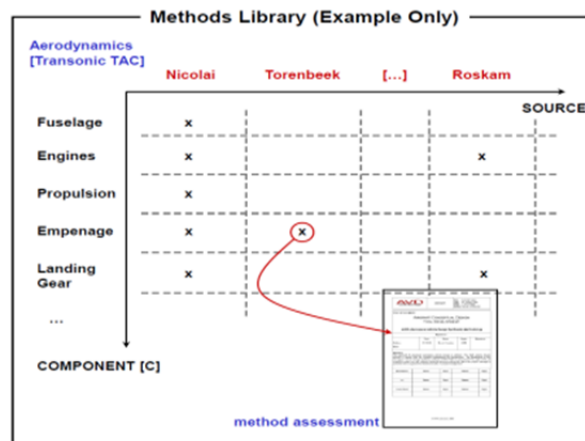 Methods Library (Example Only)
Aerodynamics
[Transonic TAC]
Nicolai Torenbeek [...] Roskam
SOURCE
Fuselage x
Engines x x
Propulsion x
Empenage x x
Landing
Gear x x
...
COMPONENT [C]
method assessment